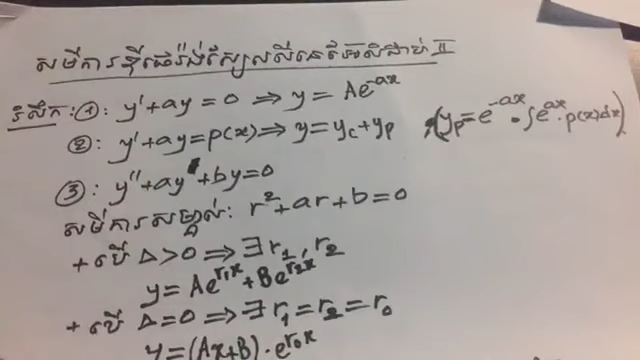 សមីការឌីផេរ៉ង់ស្យែលលីនេអ៊ែរលំដាប់ II
រំលឹក: ①: y'+ay=0 ⇒ y= Ae^{-ax}
②: y'+ay=p(x) ⇒ y=y_c+y_p (y_p=e^{-ax}.∫e^{ax}.p(x)dx)
③: y''+ay'+by=0
សមីការសម្គាល់: r²+ar+b=0
+ បើ Δ>0 ⇒ ∃ r₁, r₂
y= Ae^{r₁x}+Be^{r₂x}
+ បើ Δ=0 ⇒ ∃ r₁=r₂=r₀
y=(Ax+B).e^{r₀x}